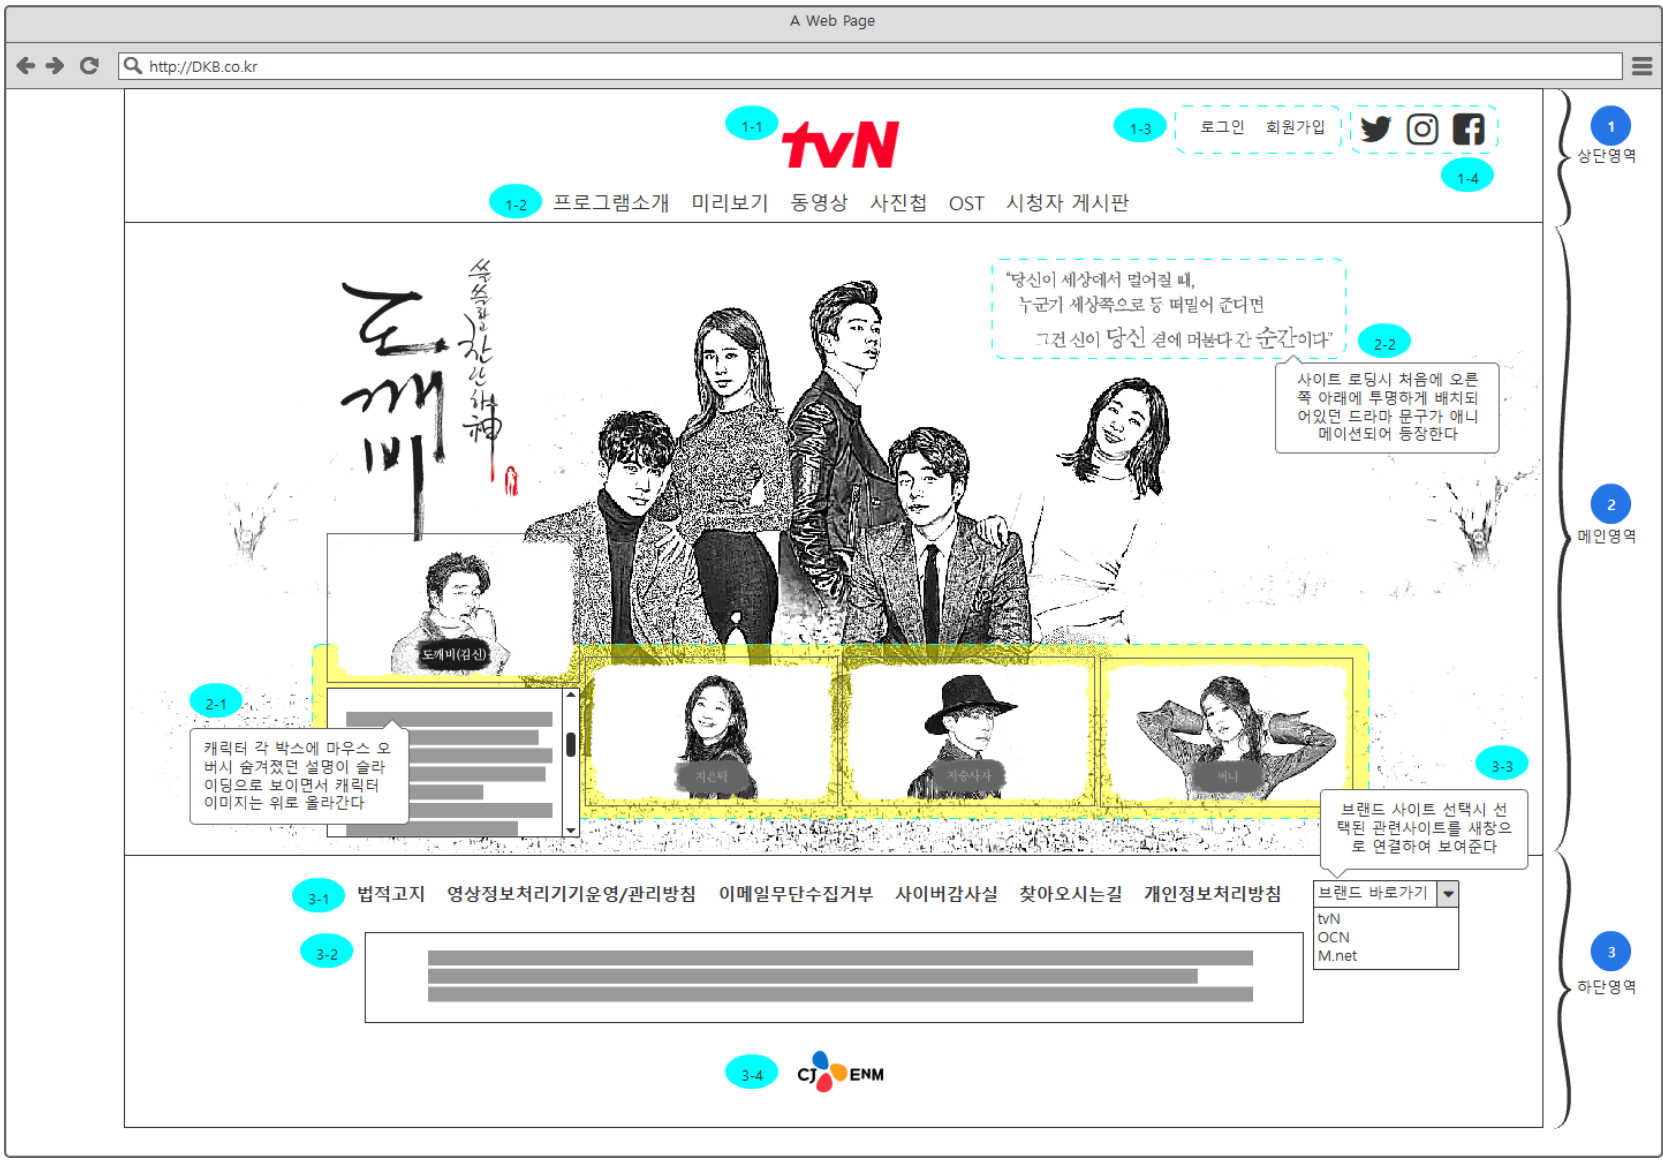 A Web Page
http://DKB.co.kr
1-1
tvN
1-3
로그인 회원가입
1-4
1
상단영역
1-2
프로그램소개 미리보기 동영상 사진첩 OST 시청자 게시판
도깨비
쓸쓸하고 찬란하神
“당신이 세상에서 멀어질 때,
누군가 세상쪽으로 등 떠밀어 준다면
그건 신이 당신 곁에 머물다 간 순간이다”
2-2
사이트 로딩시 처음에 오른
쪽 아래에 투명하게 배치되
어있던 드라마 문구가 애니
메이션되어 등장한다
2
메인영역
도깨비(김신)
2-1
캐릭터 각 박스에 마우스 오
버시 숨겨졌던 설명이 슬라
이딩으로 보이면서 캐릭터
이미지는 위로 올라간다
지은탁
저승사자
써니
3-3
브랜드 사이트 선택시 선
택된 관련사이트를 새창으
로 연결하여 보여준다
3-1
법적고지 영상정보처리기기운영/관리방침 이메일무단수집거부 사이버감사실 찾아오시는길 개인정보처리방침
브랜드 바로가기
tvN
OCN
M.net
3-2
3
하단영역
3-4
CJ ENM